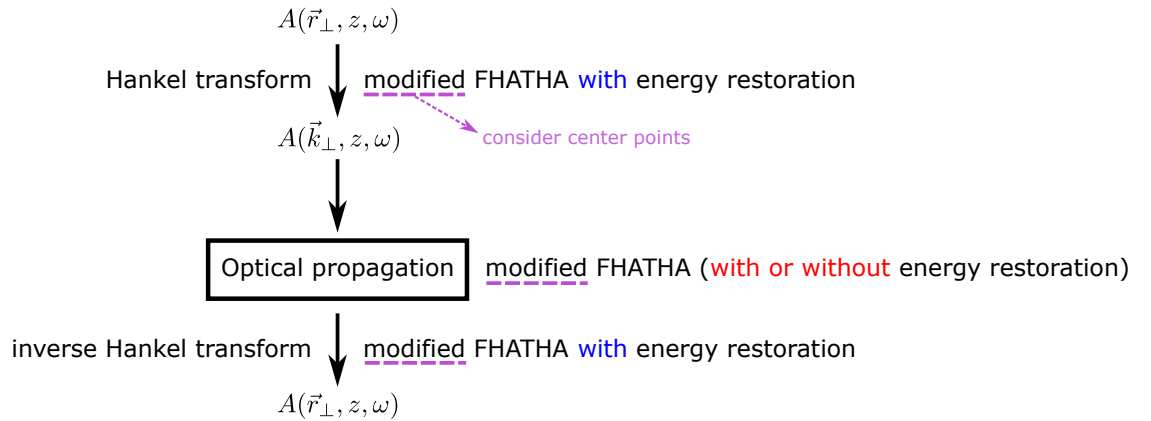 A(r⃗⊥, z, ω)
Hankel transform modified FHATHA with energy restoration
consider center points
A(k⃗⊥, z, ω)
Optical propagation modified FHATHA (with or without energy restoration)
inverse Hankel transform modified FHATHA with energy restoration
A(r⃗⊥, z, ω)